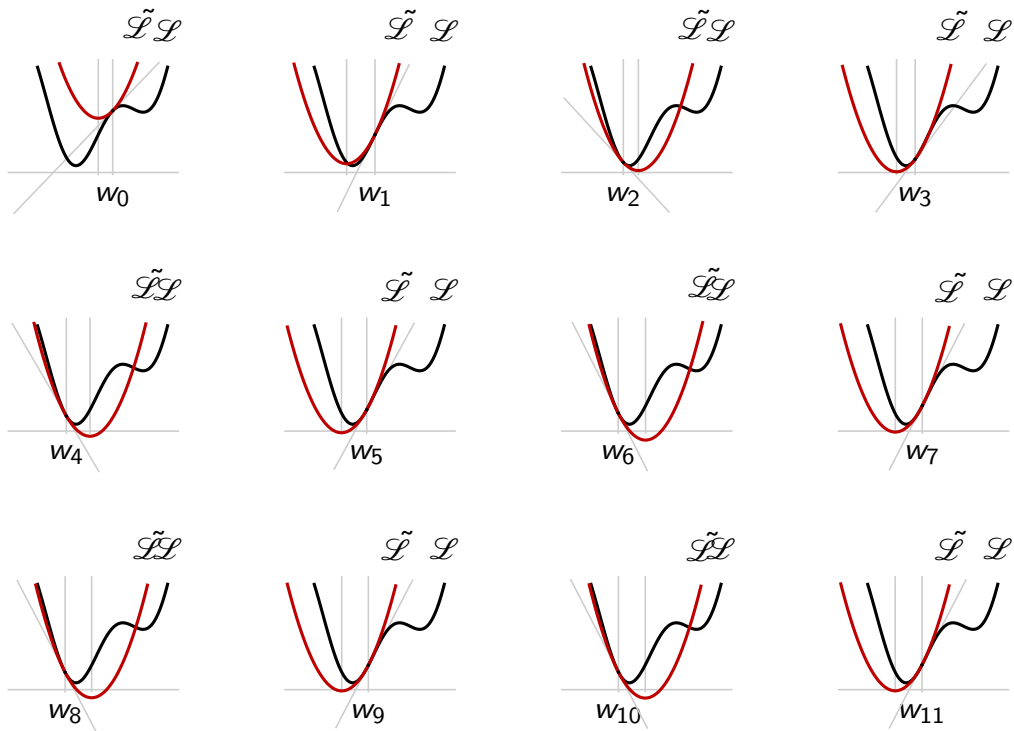 ℒ̃ ℒ ℒ̃ ℒ ℒ̃ ℒ ℒ̃ ℒ
w₀ w₁ w₂ w₃
ℒ̃ ℒ ℒ̃ ℒ ℒ̃ ℒ ℒ̃ ℒ
w₄ w₅ w₆ w₇
ℒ̃ ℒ ℒ̃ ℒ ℒ̃ ℒ ℒ̃ ℒ
w₈ w₉ w₁₀ w₁₁